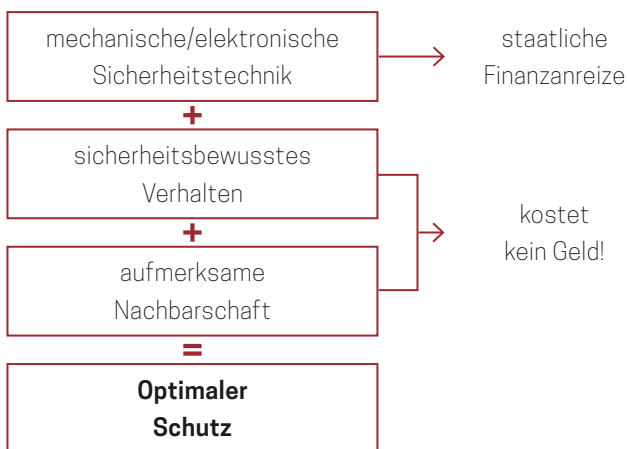 mechanische/elektronische
Sicherheitstechnik
staatliche
Finanzanreize
+
sicherheitsbewusstes
Verhalten
+
kostet
kein Geld!
aufmerksame
Nachbarschaft
=
Optimaler
Schutz